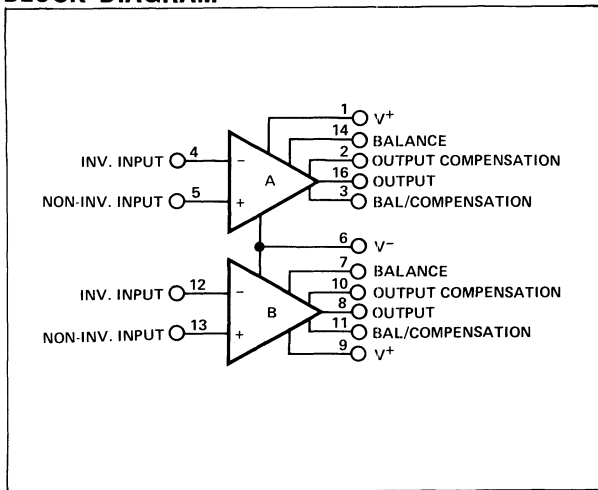 BLOCK DIAGRAM
1 V+
14 BALANCE
INV. INPUT 4 − 2 OUTPUT COMPENSATION
A 16 OUTPUT
NON-INV. INPUT 5 + 3 BAL/COMPENSATION
6 V−
7 BALANCE
INV. INPUT 12 − 10 OUTPUT COMPENSATION
B 8 OUTPUT
NON-INV. INPUT 13 + 11 BAL/COMPENSATION
9 V+